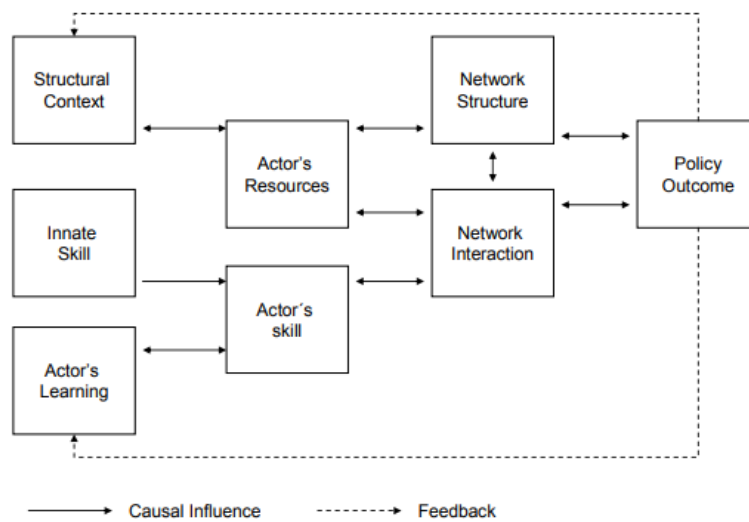 Structural
Context
Network
Structure
Actor's
Resources
Policy
Outcome
Innate
Skill
Network
Interaction
Actor´s
skill
Actor's
Learning
Causal Influence
Feedback